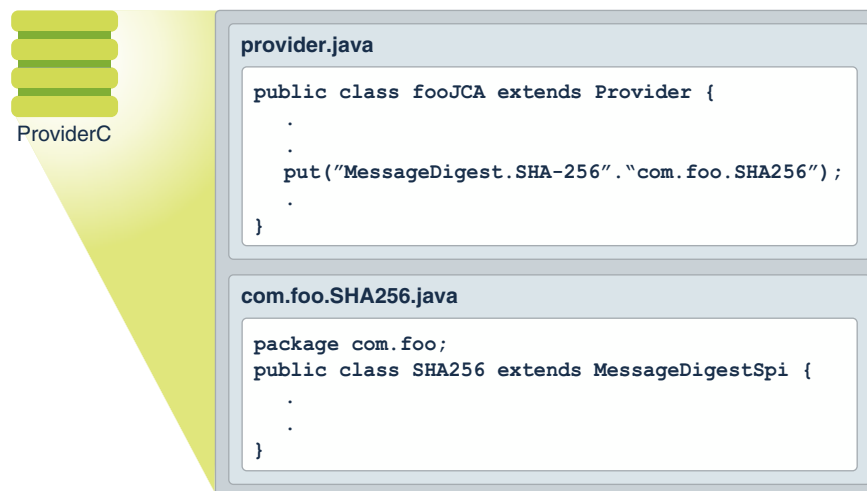 ProviderC
provider.java
public class fooJCA extends Provider {
.
.
put(”MessageDigest.SHA-256”.“com.foo.SHA256”);
.
}
com.foo.SHA256.java
package com.foo;
public class SHA256 extends MessageDigestSpi {
.
.
}